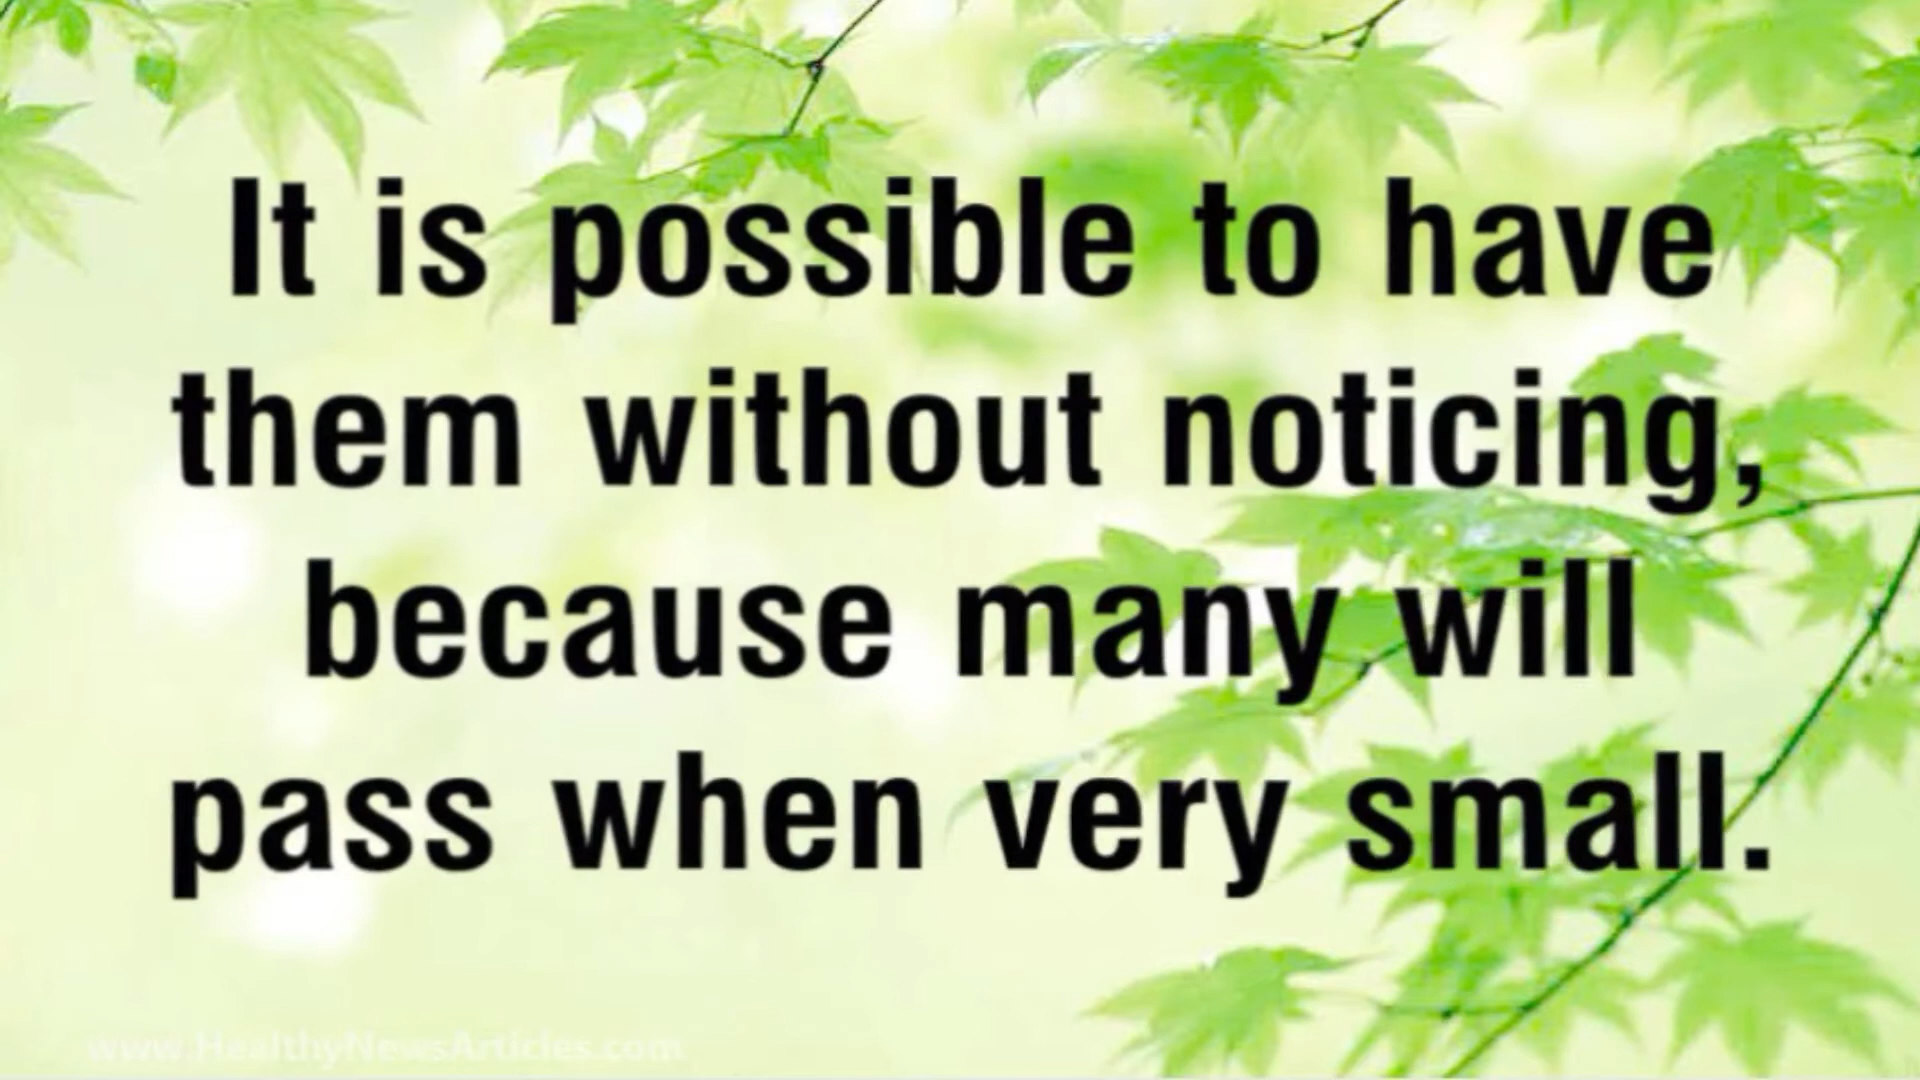 It is possible to have
them without noticing,
because many will
pass when very small.
www.HealthyNewsArticles.com